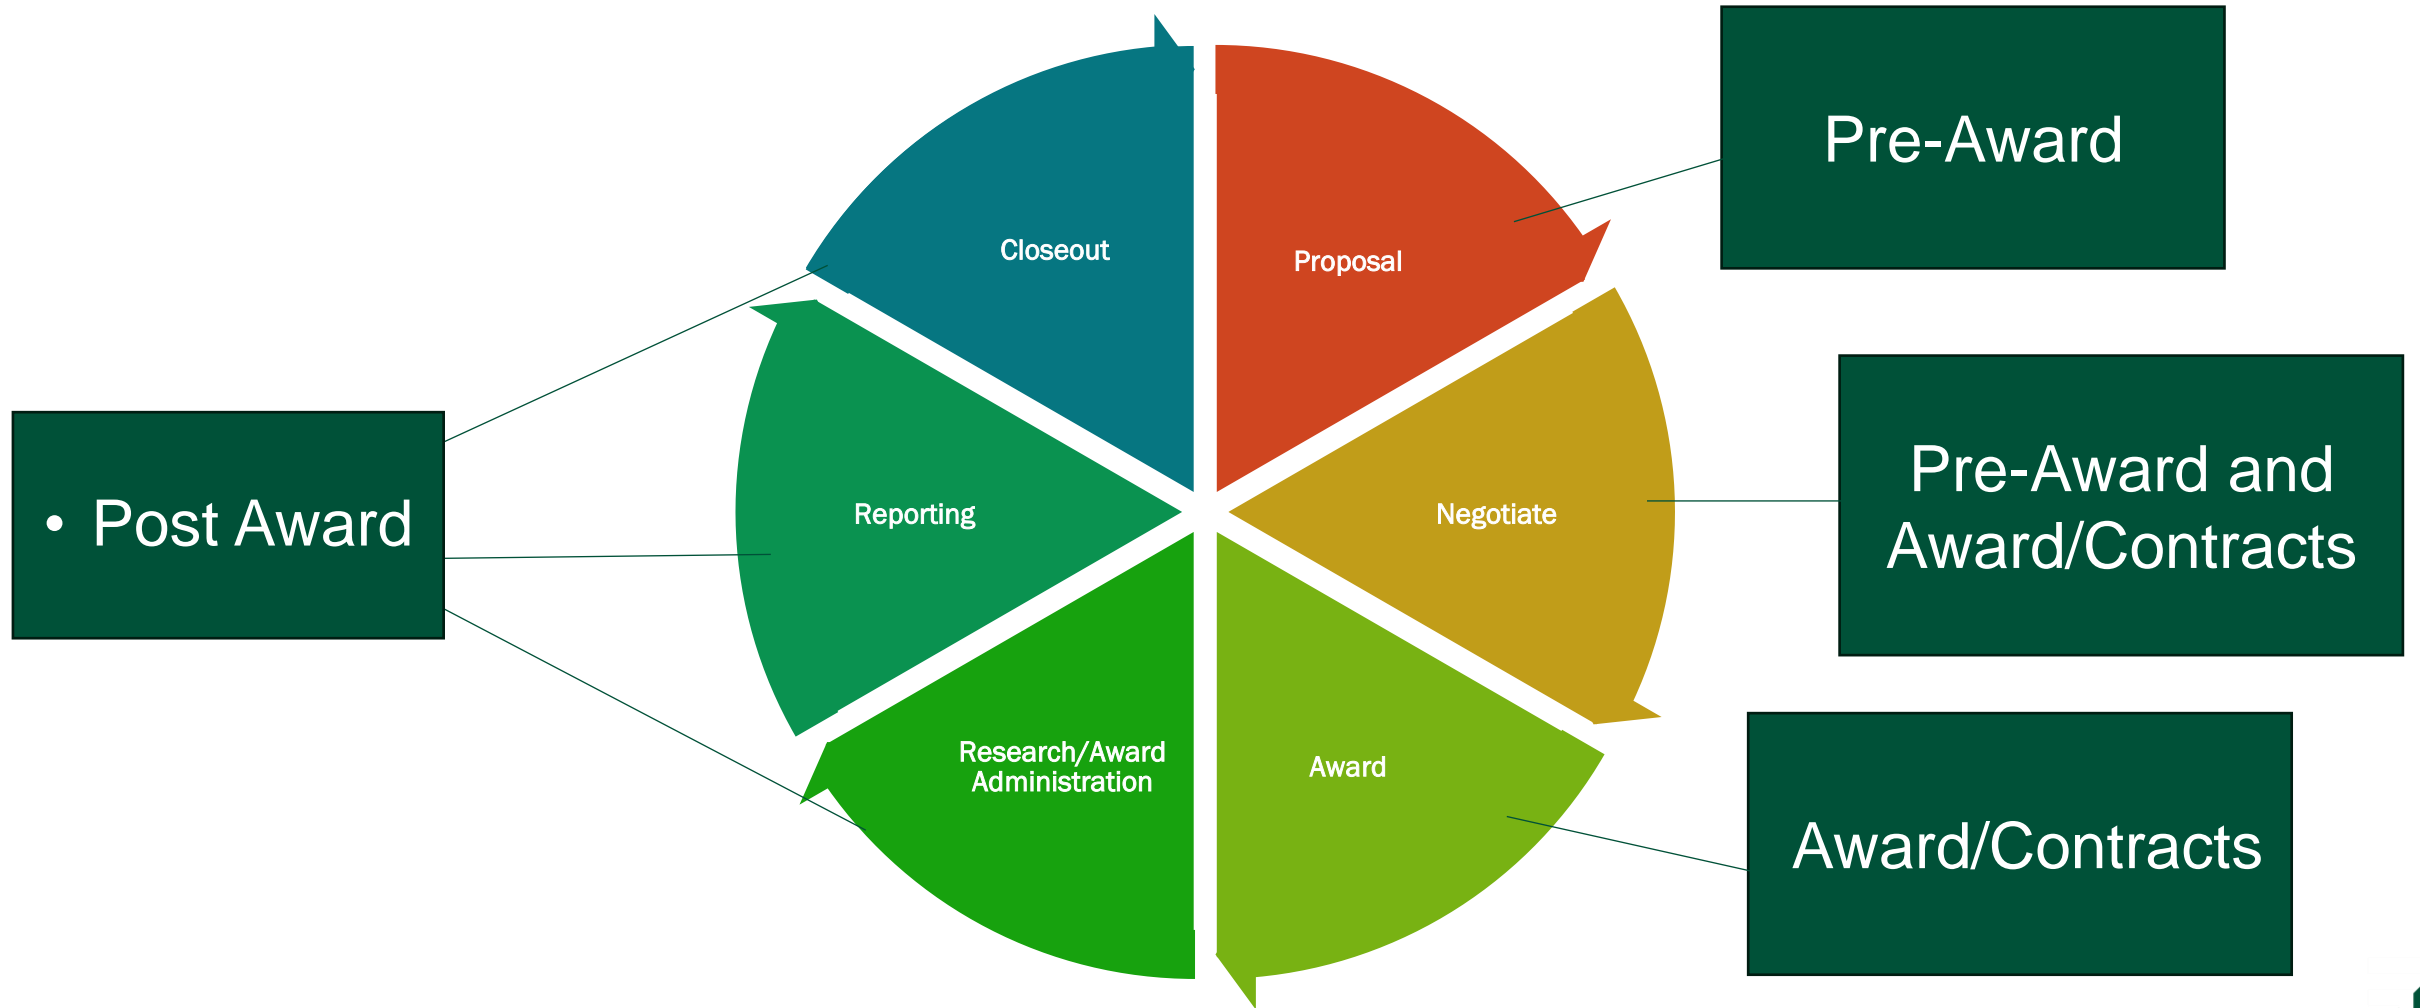 Pre-Award
Closeout
Proposal
Pre-Award and
Award/Contracts
• Post Award
Reporting
Negotiate
Research/Award
Administration
Award
Award/Contracts